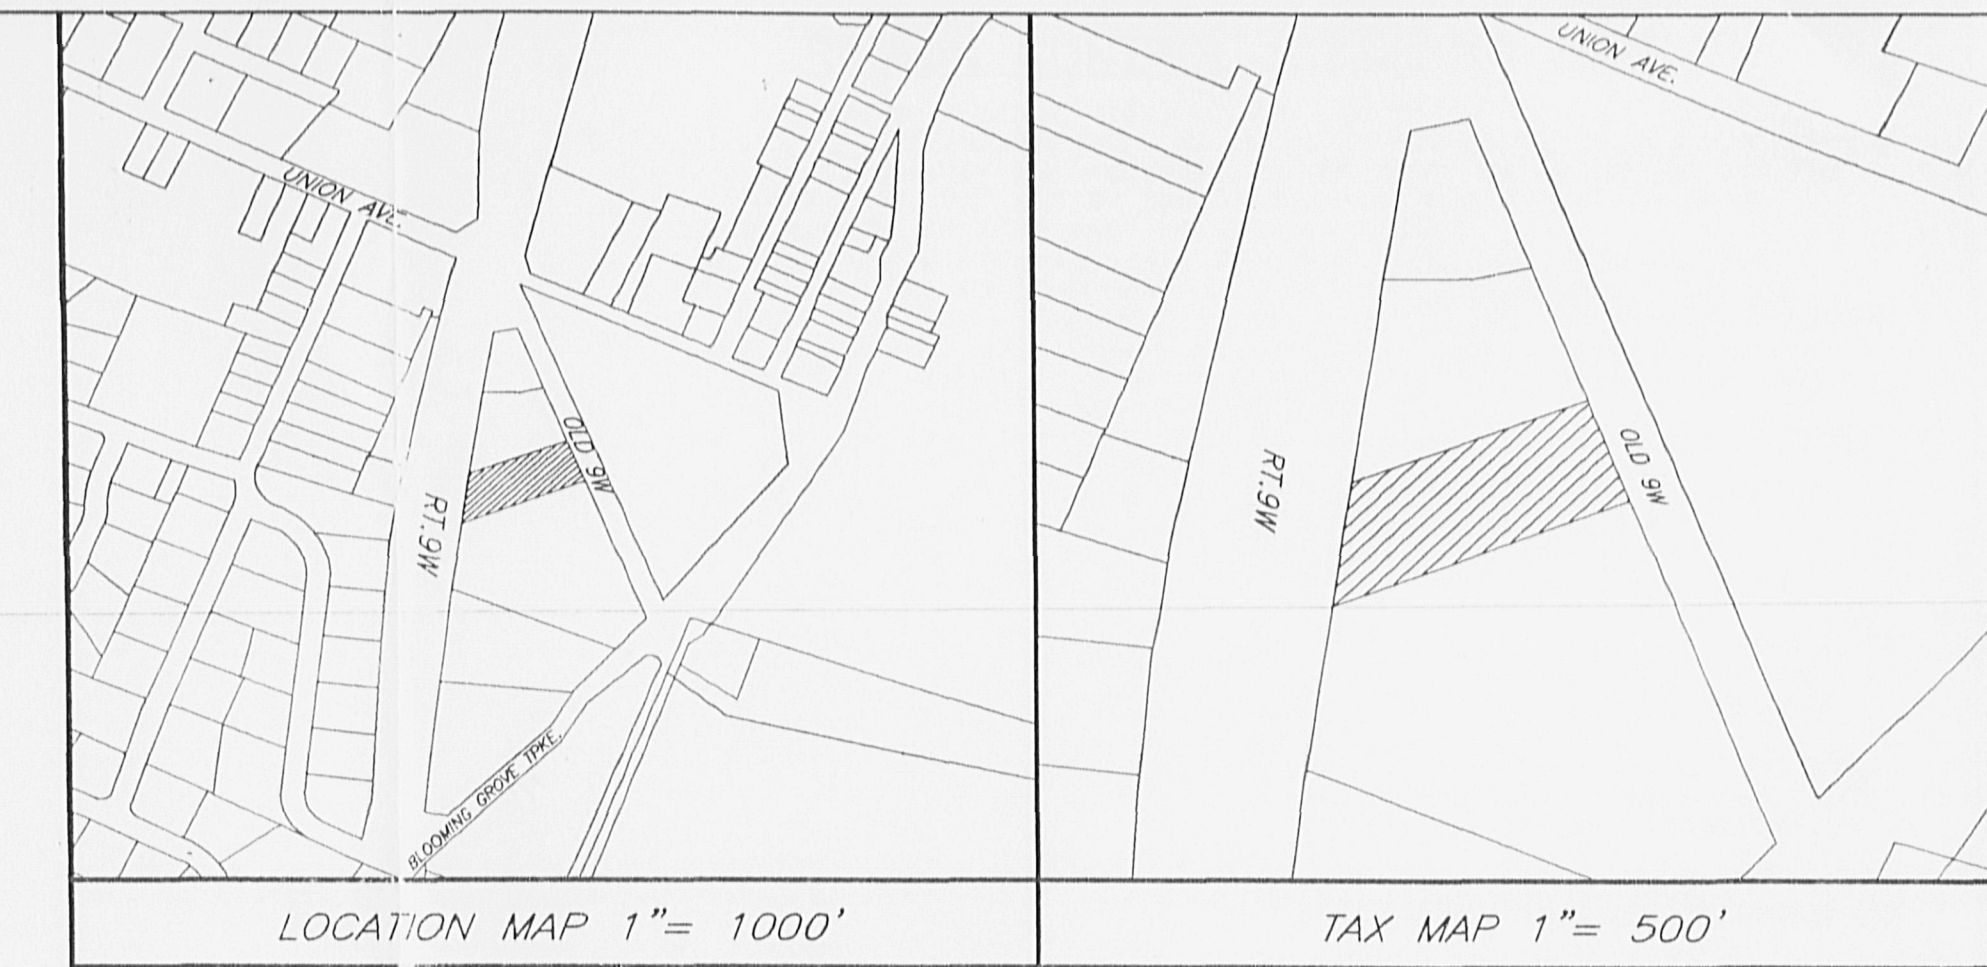 UNION AVE.
OLD 9W
RT.9W
BLOOMING GROVE TPKE.
LOCATION MAP 1"= 1000'
UNION AVE.
OLD 9W
RT.9W
TAX MAP 1"= 500'